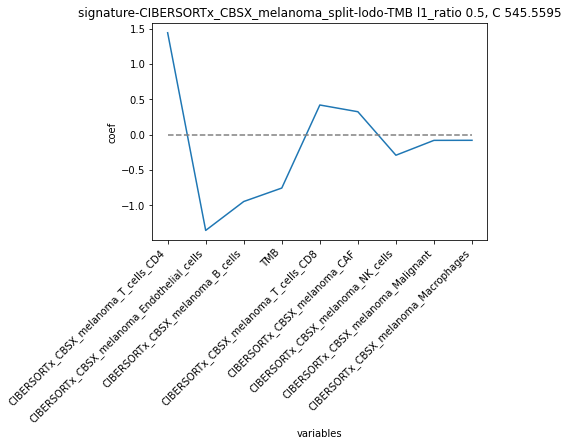 signature-CIBERSORTx_CBSX_melanoma_split-lodo-TMB l1_ratio 0.5, C 545.5595
1.5
1.0
0.5
0.0
−0.5
−1.0
coef
CIBERSORTx_CBSX_melanoma_T_cells_CD4
CIBERSORTx_CBSX_melanoma_Endothelial_cells
CIBERSORTx_CBSX_melanoma_B_cells
TMB
CIBERSORTx_CBSX_melanoma_T_cells_CD8
CIBERSORTx_CBSX_melanoma_CAF
CIBERSORTx_CBSX_melanoma_NK_cells
CIBERSORTx_CBSX_melanoma_Malignant
CIBERSORTx_CBSX_melanoma_Macrophages
variables